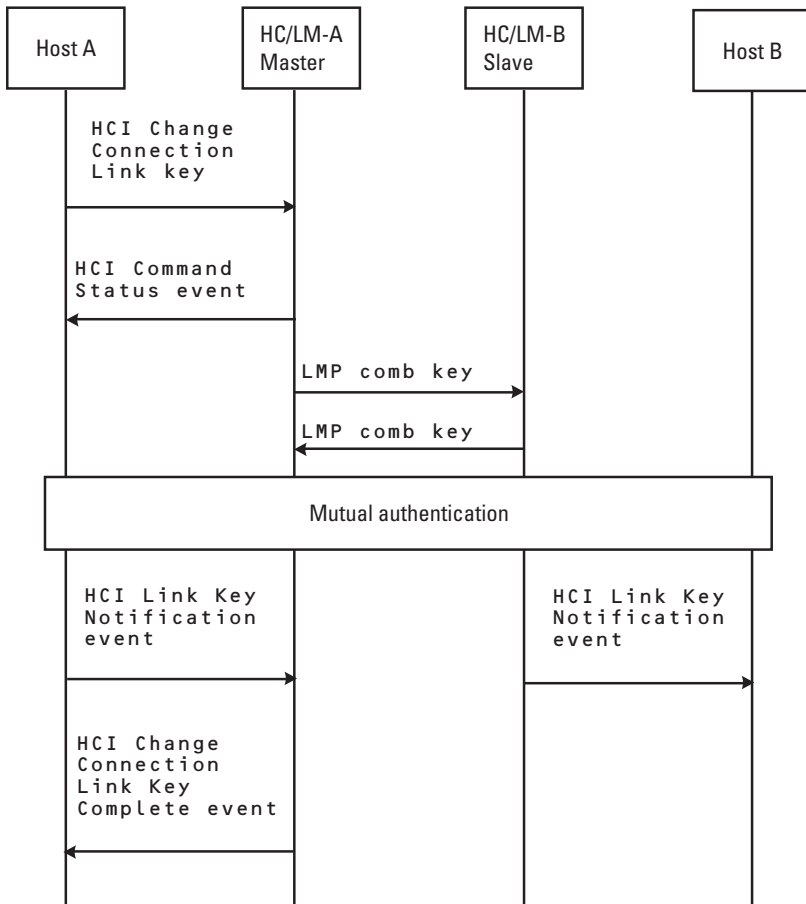 Host A
HC/LM-A
Master
HC/LM-B
Slave
Host B
HCI Change
Connection
Link key
HCI Command
Status event
LMP comb key
LMP comb key
Mutual authentication
HCI Link Key
Notification
event
HCI Link Key
Notification
event
HCI Change
Connection
Link Key
Complete event